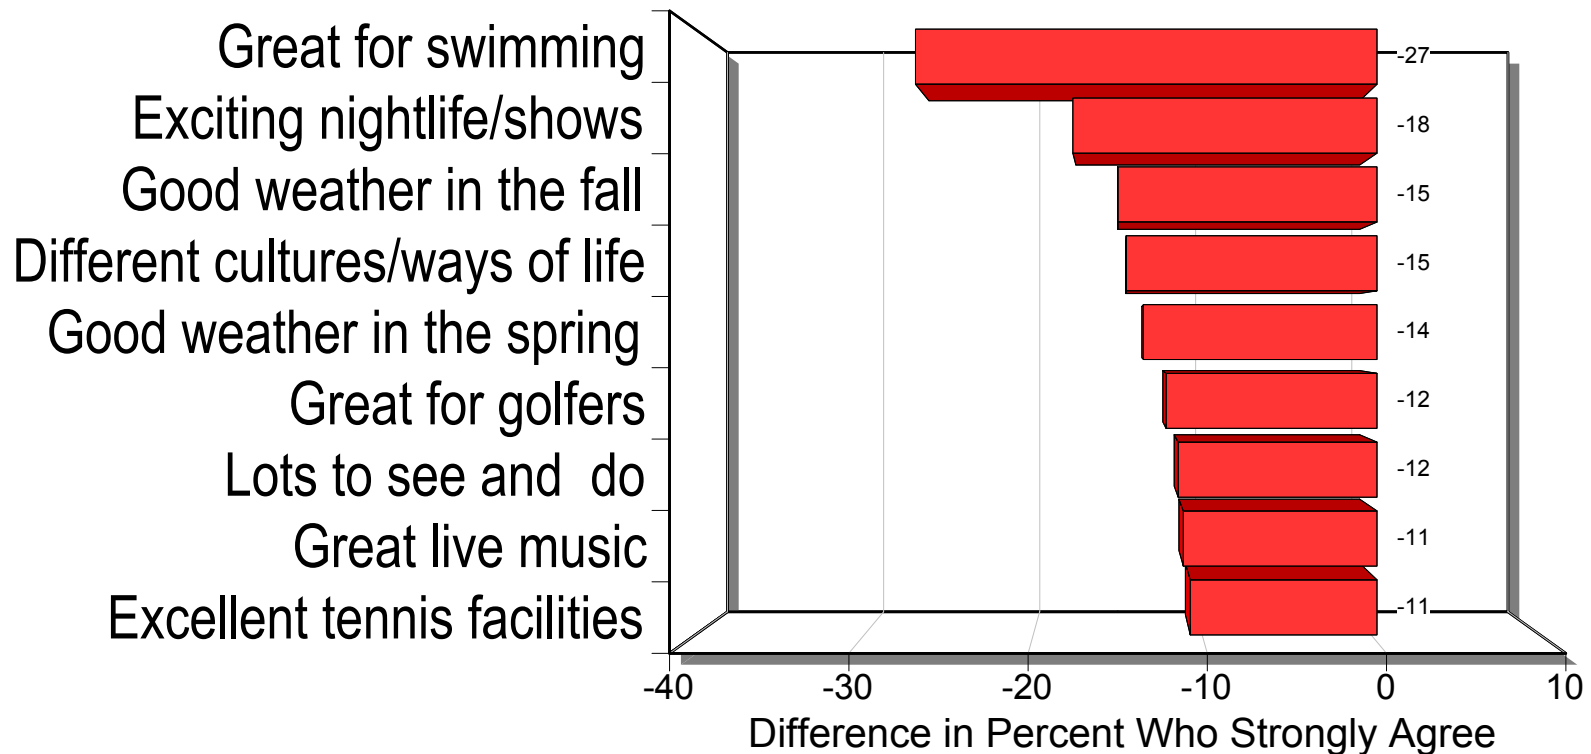 Great for swimming -27
Exciting nightlife/shows -18
Good weather in the fall -15
Different cultures/ways of life -15
Good weather in the spring -14
Great for golfers -12
Lots to see and  do -12
Great live music -11
Excellent tennis facilities -11
-40 -30 -20 -10 0 10
Difference in Percent Who Strongly Agree